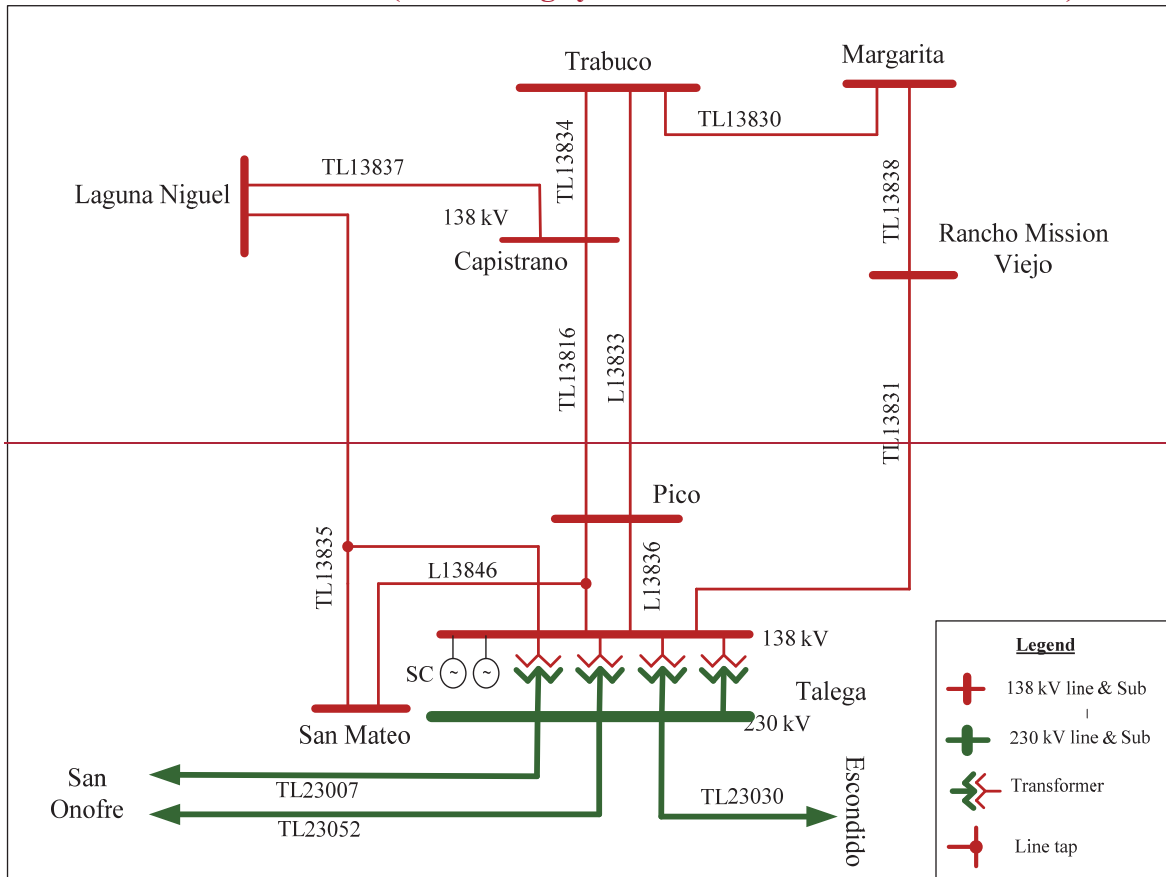 Trabuco
Margarita
TL13830
TL13834
TL13837
Laguna Niguel
138 kV
Capistrano
TL13838
Rancho Mission
Viejo
TL13816
L13833
TL13831
Pico
TL13835
L13846
L13836
138 kV
SC
~
~
Talega
230 kV
San Mateo
San
Onofre
TL23007
TL23052
TL23030
Escondido
Legend
138 kV line & Sub
230 kV line & Sub
Transformer
Line tap